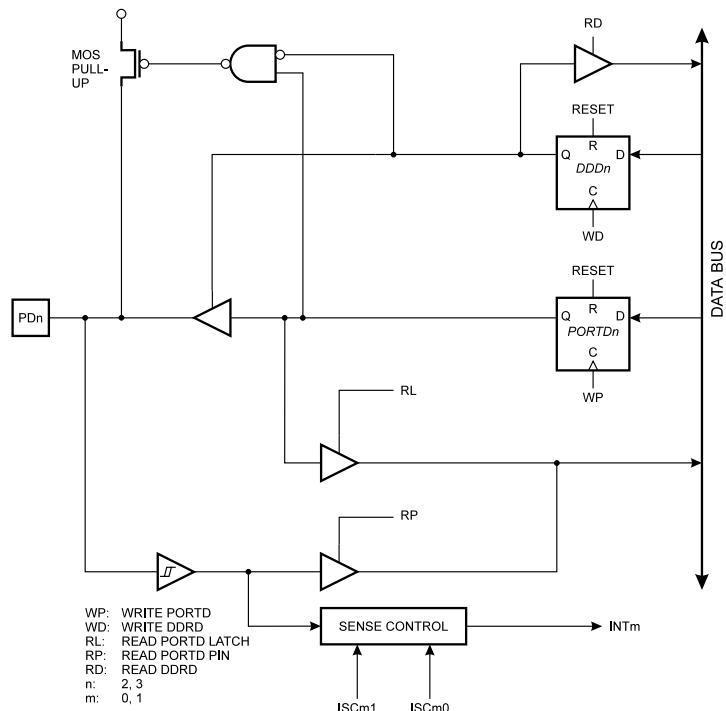 RD
MOS
PULL-
UP
RESET
R
Q
D
DDDn
C
WD
RESET
R
Q
D
PORTDn
C
WP
PDn
DATA BUS
RL
RP
WP: WRITE PORTD
WD: WRITE DDRD
RL: READ PORTD LATCH
RP: READ PORTD PIN
RD: READ DDRD
n: 2, 3
m: 0, 1
SENSE CONTROL
INTm
ISCm1
ISCm0